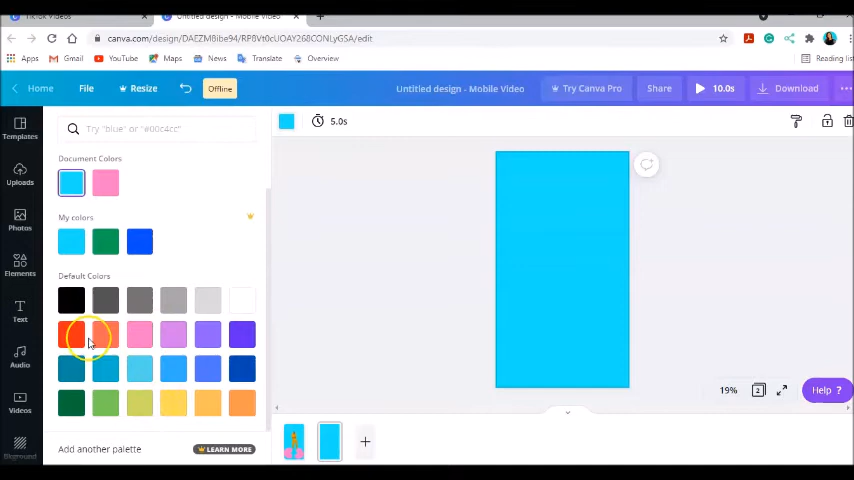 TikTok Videos
Untitled design - Mobile Video
canva.com/design/DAEZM8ibe94/RP8Vt0cUOAY268CONLyGSA/edit
Apps
Gmail
YouTube
Maps
News
Translate
Overview
Reading list
Home
File
Resize
Offline
Untitled design - Mobile Video
Try Canva Pro
Share
10.0s
Download
Templates
Try "blue" or "#00c4cc"
5.0s
Document Colors
Uploads
My colors
Photos
Elements
Default Colors
Text
Audio
Videos
19%
2
Help ?
Add another palette
LEARN MORE
Bkground